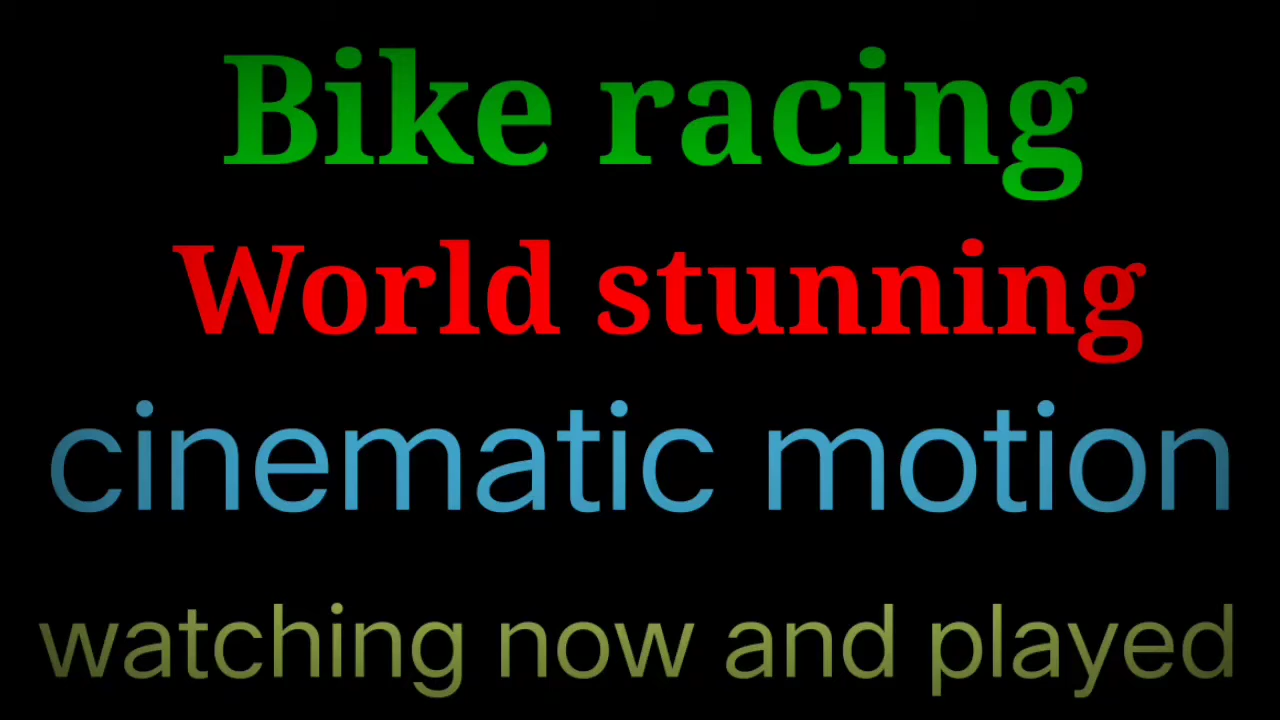 Bike racing
World stunning
cinematic motion
watching now and played